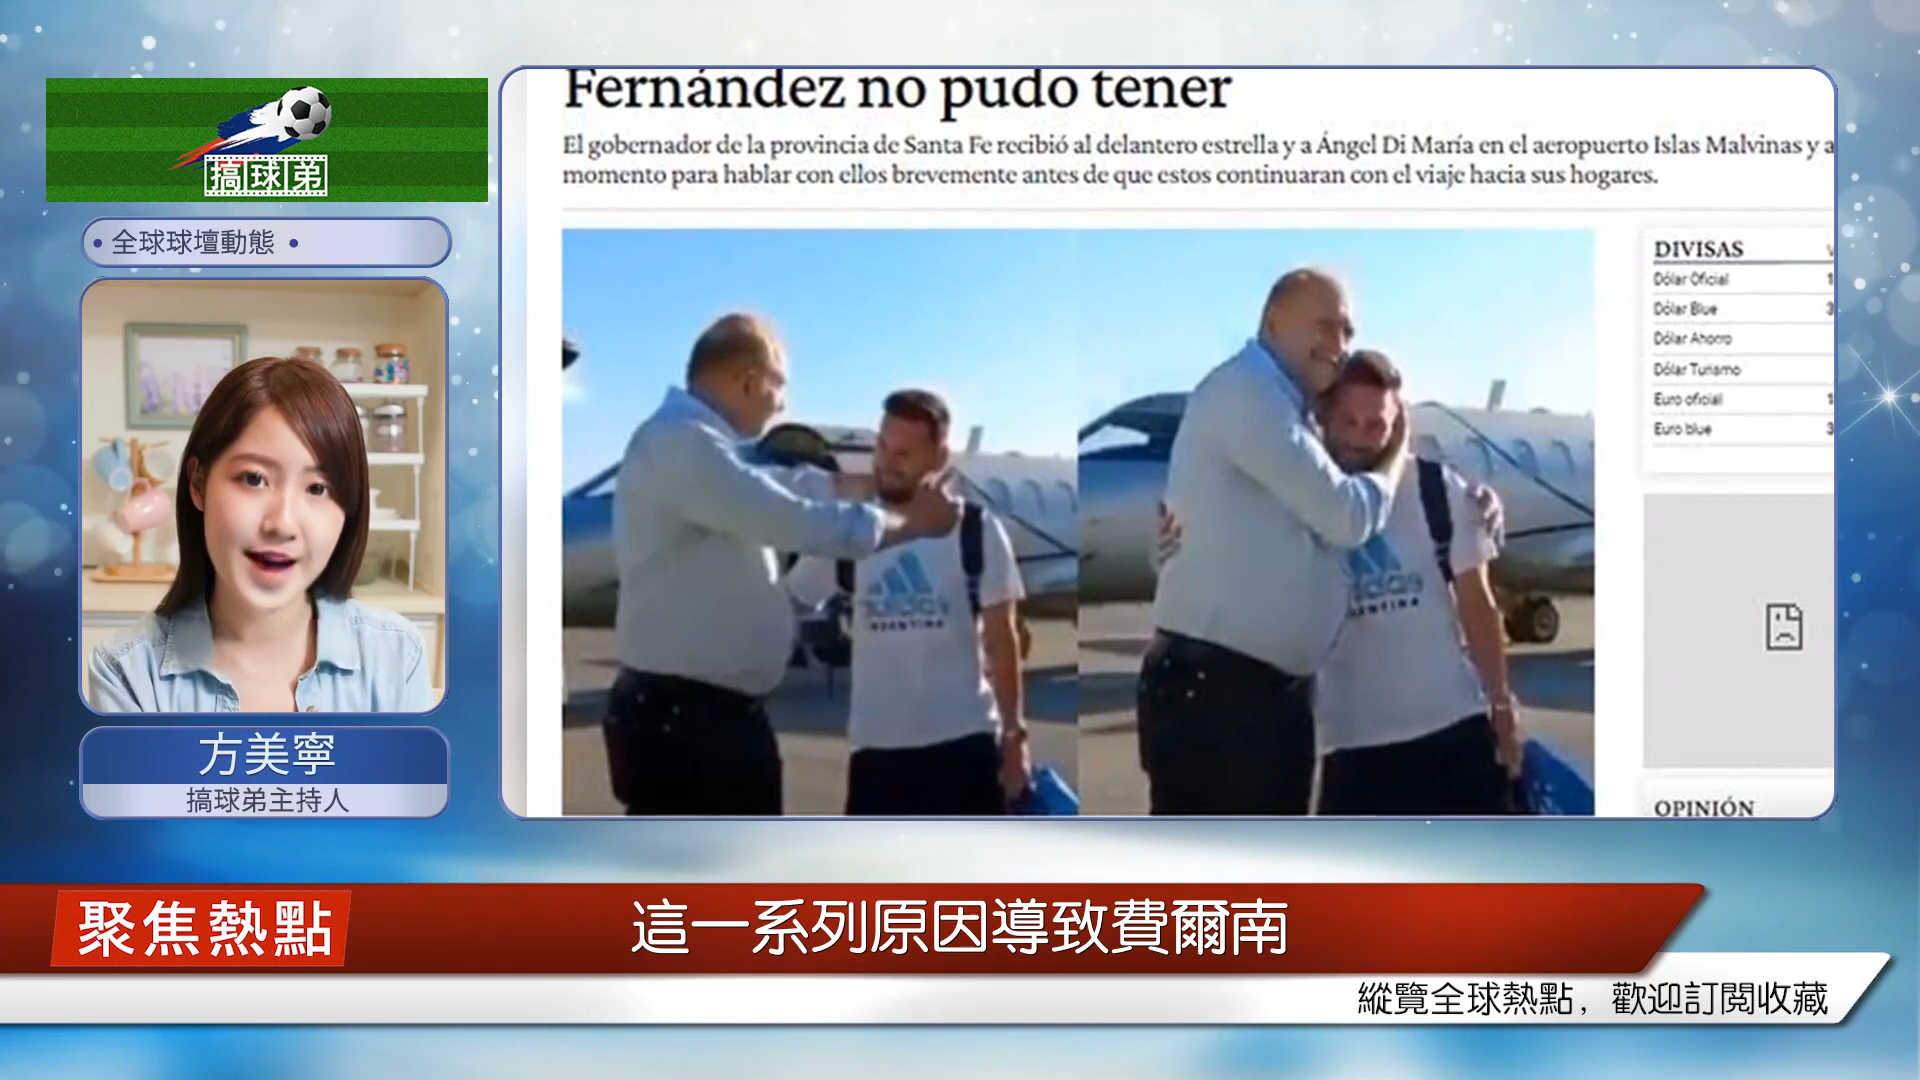 搞球弟
• 全球球壇動態 •
方美寧
搞球弟主持人
Fernández no pudo tener
El gobernador de la provincia de Santa Fe recibió al delantero estrella y a Ángel Di María en el aeropuerto Islas Malvinas y a
momento para hablar con ellos brevemente antes de que estos continuaran con el viaje hacia sus hogares.
DIVISAS
Dólar Oficial
Dólar Blue
Dólar Ahorro
Dólar Turismo
Euro oficial
Euro blue
OPINIÓN
adidas
聚焦熱點
這一系列原因導致費爾南
縱覽全球熱點，歡迎訂閱收藏